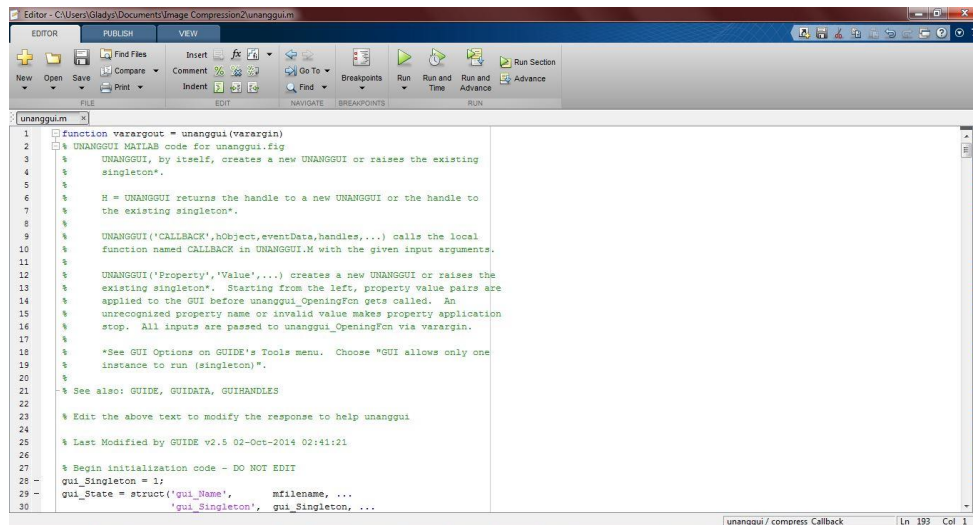 Editor - C:\Users\Gladys\Documents\Image Compression2\unanggui.m
EDITOR PUBLISH VIEW
New Open Save
Find Files
Compare
Print
FILE
Insert fx
Comment
Indent
EDIT
Go To
Find
NAVIGATE
Breakpoints
BREAKPOINTS
Run
Run and Time
Run and Advance
Run Section
Advance
RUN
unanggui.m
1 function varargout = unanggui(varargin)
2 % UNANGGUI MATLAB code for unanggui.fig
3 % UNANGGUI, by itself, creates a new UNANGGUI or raises the existing
4 % singleton*.
5 %
6 % H = UNANGGUI returns the handle to a new UNANGGUI or the handle to
7 % the existing singleton*.
8 %
9 % UNANGGUI('CALLBACK',hObject,eventData,handles,...) calls the local
10 % function named CALLBACK in UNANGGUI.M with the given input arguments.
11 %
12 % UNANGGUI('Property','Value',...) creates a new UNANGGUI or raises the
13 % existing singleton*. Starting from the left, property value pairs are
14 % applied to the GUI before unanggui_OpeningFcn gets called. An
15 % unrecognized property name or invalid value makes property application
16 % stop. All inputs are passed to unanggui_OpeningFcn via varargin.
17 %
18 % *See GUI Options on GUIDE's Tools menu. Choose "GUI allows only one
19 % instance to run (singleton)".
20 %
21 % See also: GUIDE, GUIDATA, GUIHANDLES
22
23 % Edit the above text to modify the response to help unanggui
24
25 % Last Modified by GUIDE v2.5 02-Oct-2014 02:41:21
26
27 % Begin initialization code - DO NOT EDIT
28 - gui_Singleton = 1;
29 - gui_State = struct('gui_Name', mfilename, ...
30 'gui_Singleton', gui_Singleton, ...
unanggui / compress_Callback Ln 193 Col 1